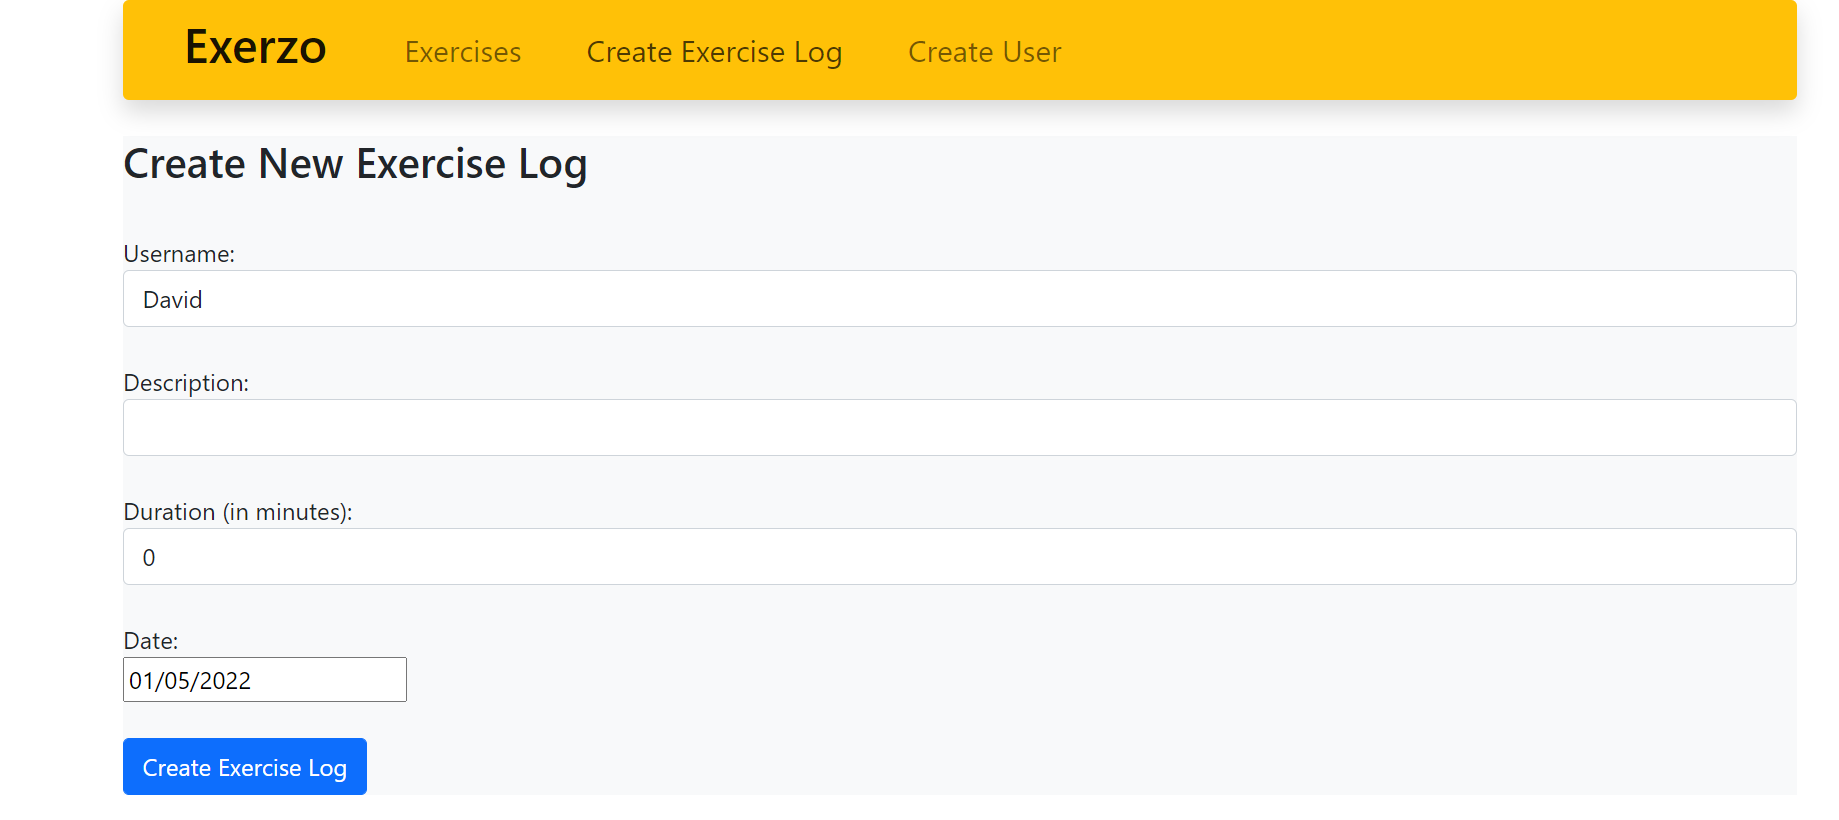 Exerzo Exercises Create Exercise Log Create User
Create New Exercise Log
Username:
David
Description:
Duration (in minutes):
0
Date:
01/05/2022
Create Exercise Log